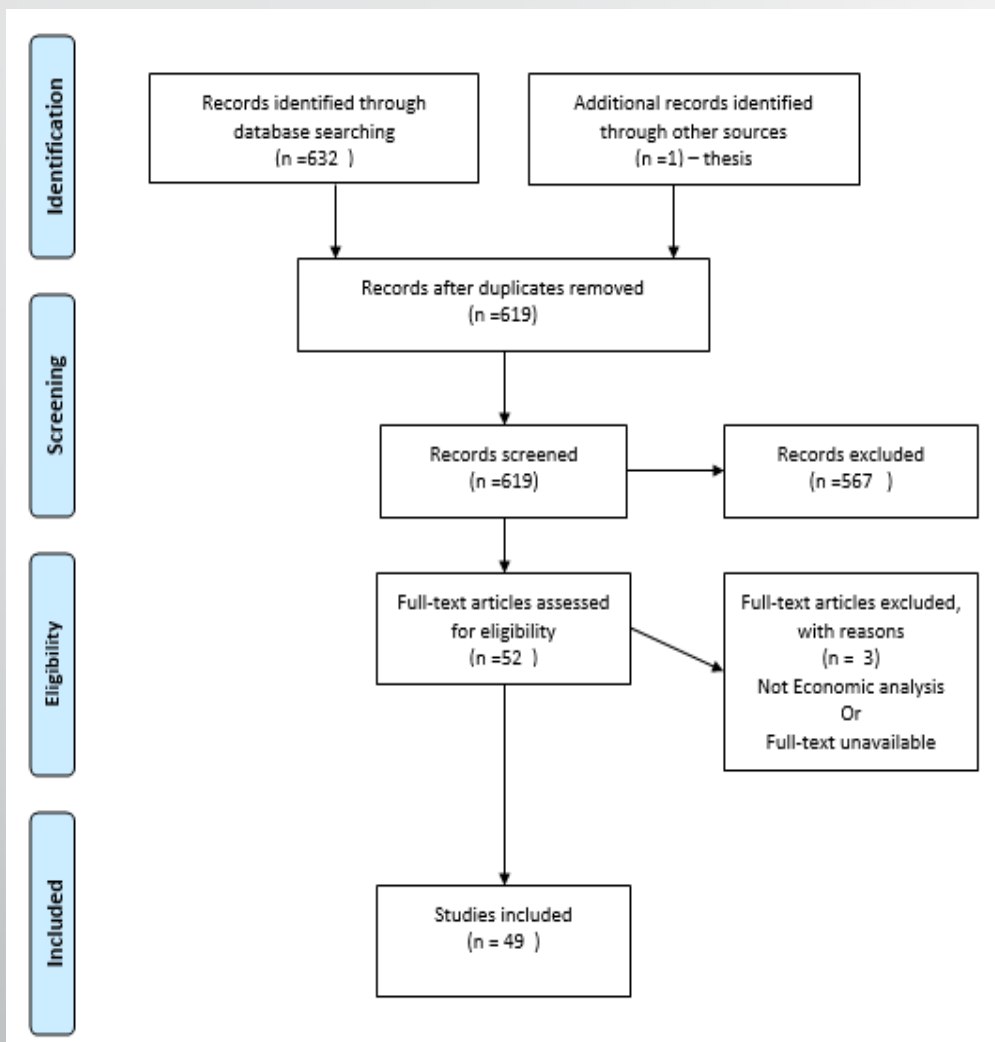 Identification
Records identified through
database searching
(n =632  )
Additional records identified
through other sources
(n =1) – thesis
Records after duplicates removed
(n =619)
Screening
Records screened
(n =619)
Records excluded
(n =567  )
Eligibility
Full-text articles assessed
for eligibility
(n =52  )
Full-text articles excluded,
with reasons
(n =  3)
Not Economic analysis
Or
Full-text unavailable
Included
Studies included
(n = 49  )